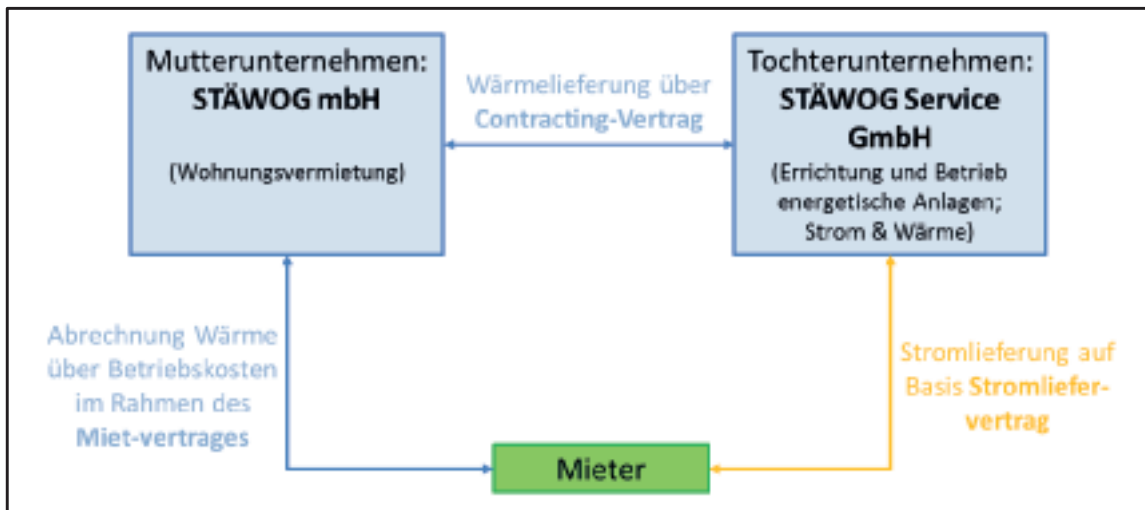 Mutterunternehmen:
STÄWOG mbH
(Wohnungsvermietung)
Wärmelieferung über
Contracting-Vertrag
Tochterunternehmen:
STÄWOG Service
GmbH
(Errichtung und Betrieb
energetische Anlagen;
Strom & Wärme)
Abrechnung Wärme
über Betriebskosten
im Rahmen des
Miet-vertrages
Stromlieferung auf
Basis Stromliefer-
vertrag
Mieter